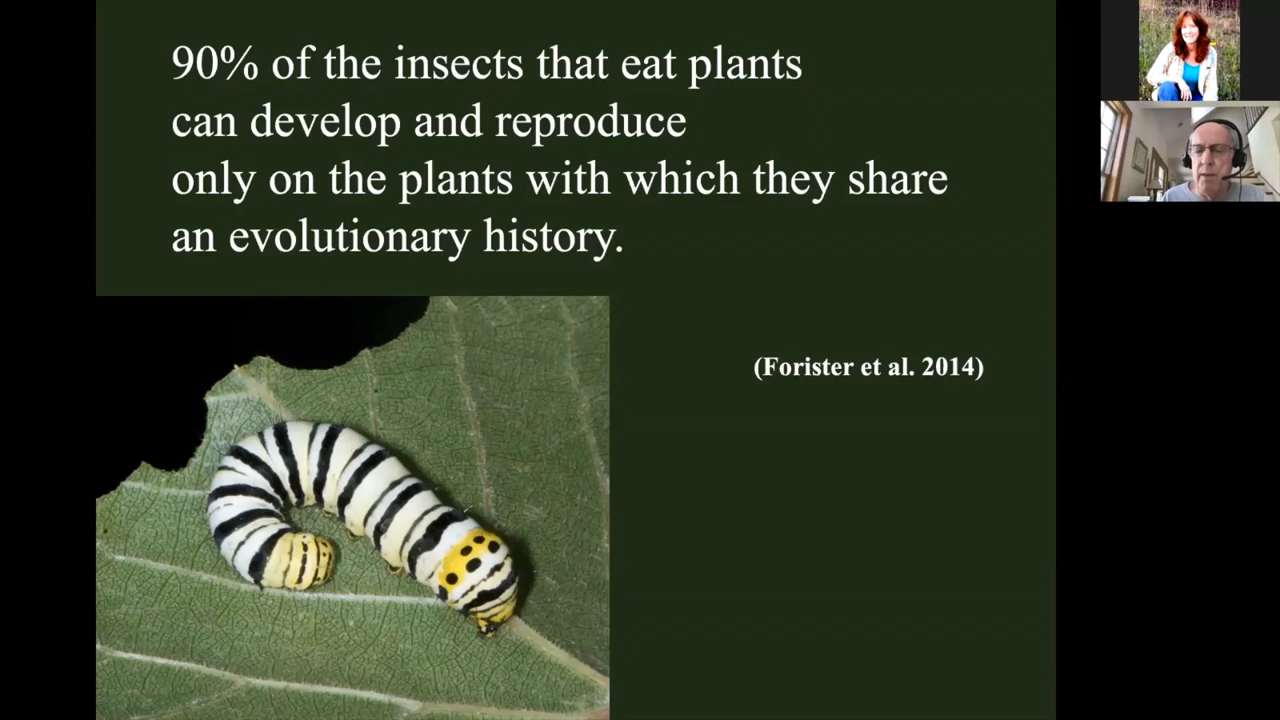 90% of the insects that eat plants
can develop and reproduce
only on the plants with which they share
an evolutionary history.
(Forister et al. 2014)